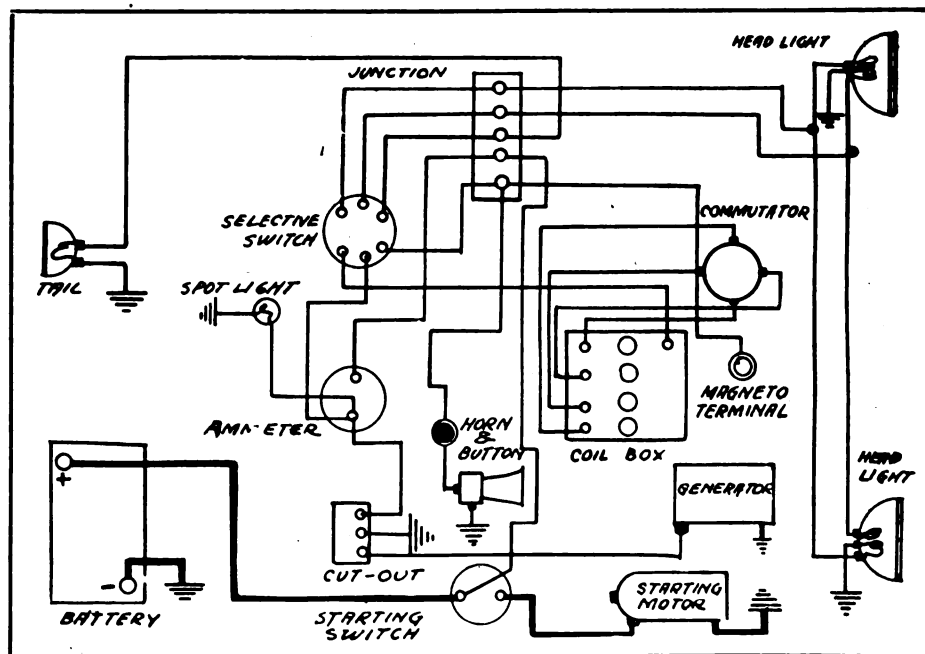 HEAD LIGHT
JUNCTION
SELECTIVE
SWITCH
COMMUTATOR
TAIL
SPOT LIGHT
MAGNETO
TERMINAL
AMM-ETER
HORN
&
BUTTON
COIL BOX
HEAD
LIGHT
GENERATOR
+
-
CUT-OUT
BATTERY
STARTING
SWITCH
STARTING
MOTOR